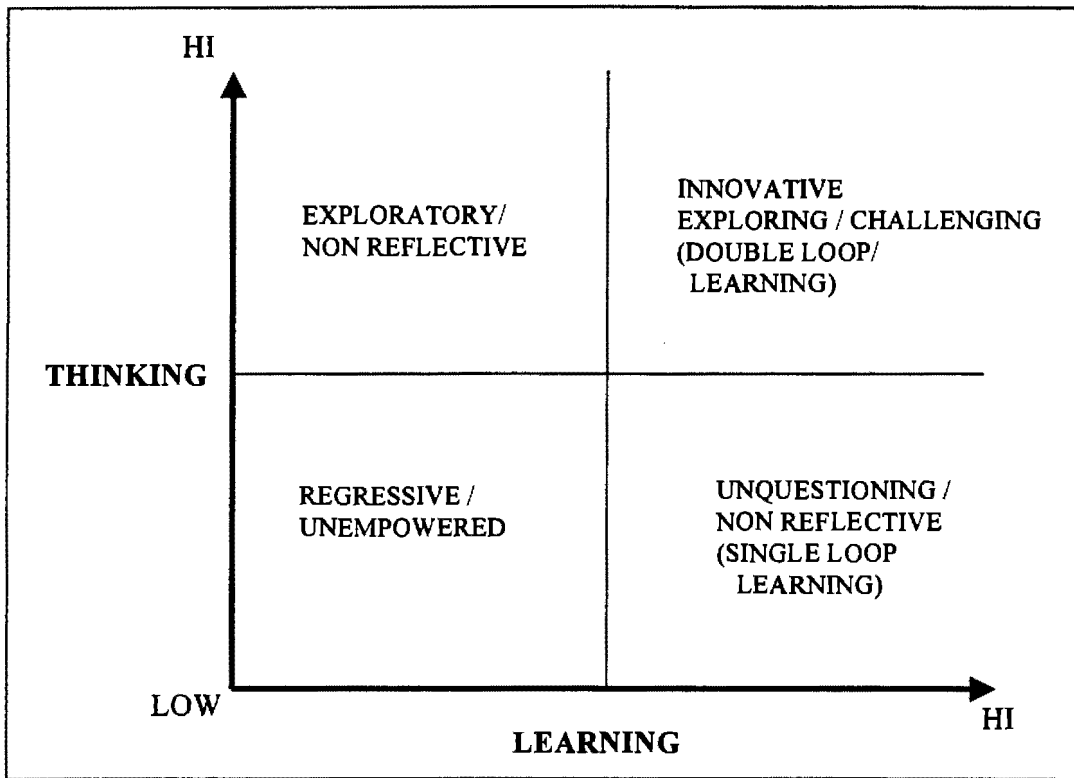 HI
EXPLORATORY/
NON REFLECTIVE
INNOVATIVE
EXPLORING / CHALLENGING
(DOUBLE LOOP/
LEARNING)
THINKING
REGRESSIVE /
UNEMPOWERED
UNQUESTIONING /
NON REFLECTIVE
(SINGLE LOOP
LEARNING)
LOW
HI
LEARNING